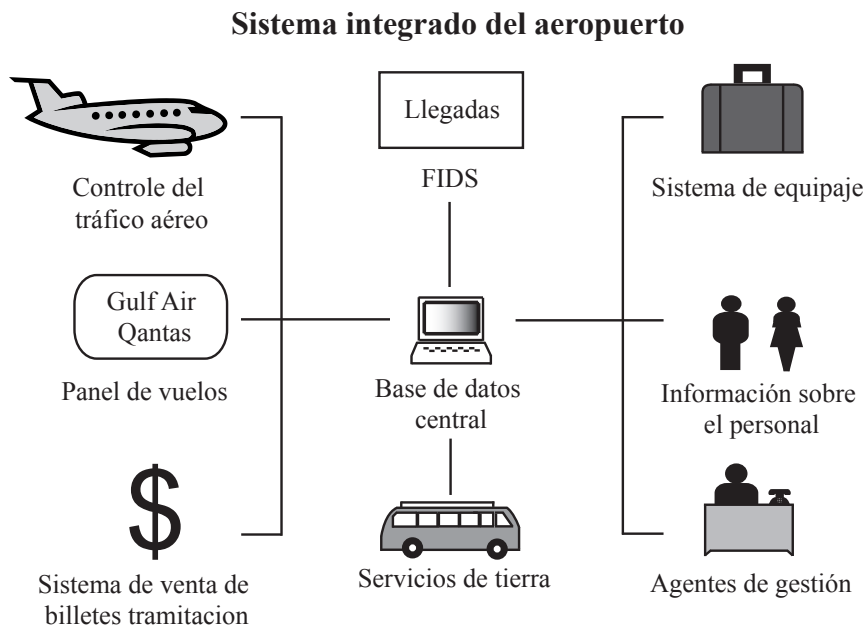 Sistema integrado del aeropuerto
Controle del
tráfico aéreo
Llegadas
FIDS
Sistema de equipaje
Gulf Air
Qantas
Panel de vuelos
Base de datos
central
Información sobre
el personal
$
Sistema de venta de
billetes tramitacion
Servicios de tierra
Agentes de gestión